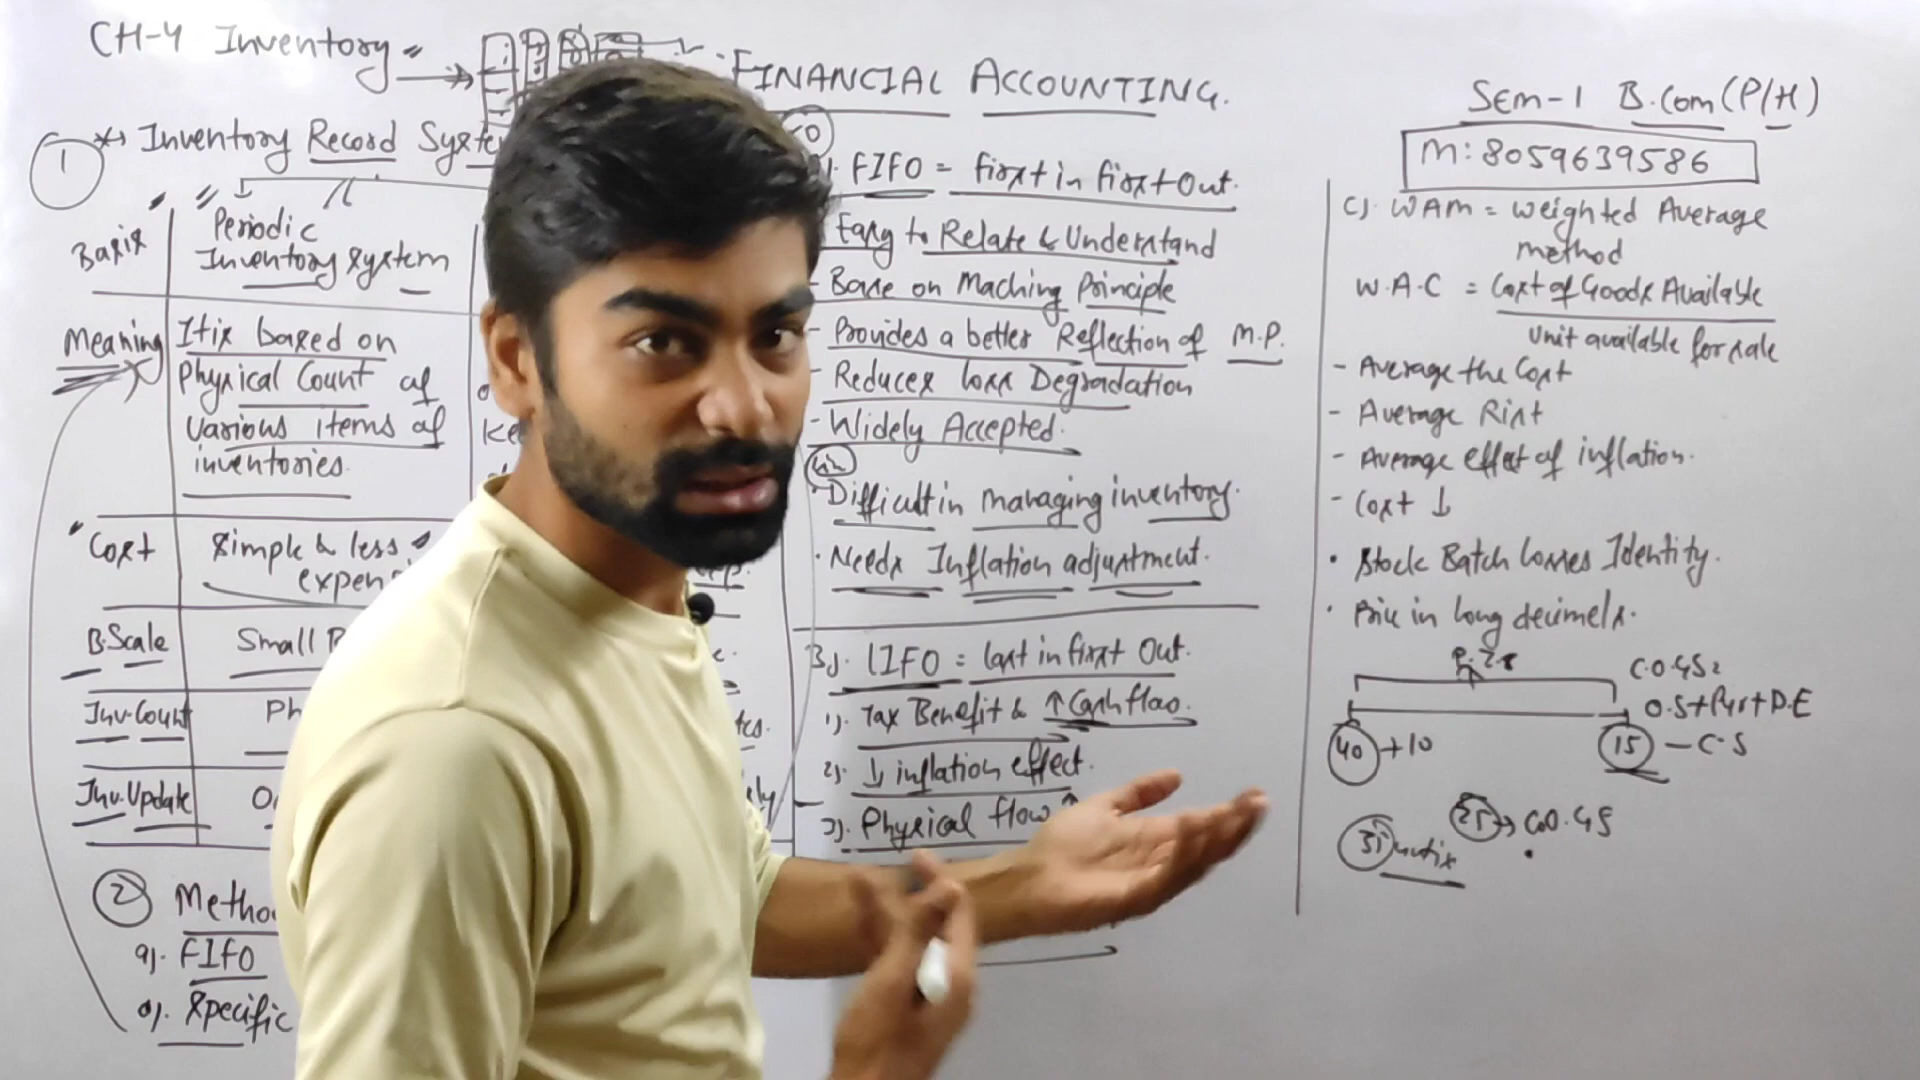 CH-4 Inventory
FINANCIAL ACCOUNTING.
Sem-1 B.Com (P/H)
M: 8059639586
1
Inventory Record System
Basis
Periodic
Inventory System
Meaning
It is based on
Physical Count of
Various items of
inventories.
Cost
Simple & less
expen
B.Scale
Small B
Inv. Count
Ph
Inv. Update
2
Metho
a). FIFO
Specific
FIFO = first in first Out.
Easy to Relate & Understand
- Base on Maching Principle
- Provides a better Reflection of M.P.
- Reduces loss Degradation
- Widely Accepted.
Difficult in managing inventory.
Needs Inflation adjustment.
B). LIFO = last in first Out.
1). Tax Benefit & ↑ Cash flao.
2). ↓ inflation effect.
3). Physical flow
C). WAM = Weighted Average
method
W.A.C = Cost of Goods Available
Unit available for sale
- Average the Cost
- Average
- Average effect of inflation.
- Cost ↓
Stock Batch Losses Identity.
Price in long decimels.
40 +10
15 - C.S